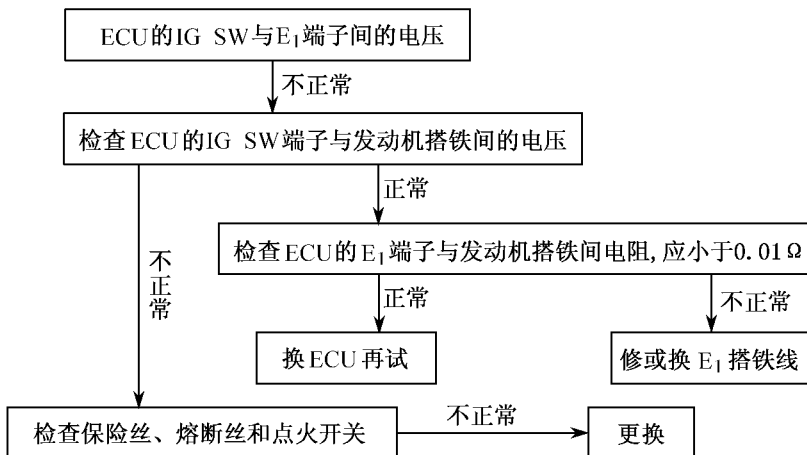 ECU的IG SW与E₁端子间的电压
不正常
检查ECU的IG SW端子与发动机搭铁间的电压
正常
不正常
检查ECU的E₁端子与发动机搭铁间电阻,应小于0.01Ω
正常
不正常
换ECU再试
修或换E₁搭铁线
检查保险丝、熔断丝和点火开关
不正常
更换